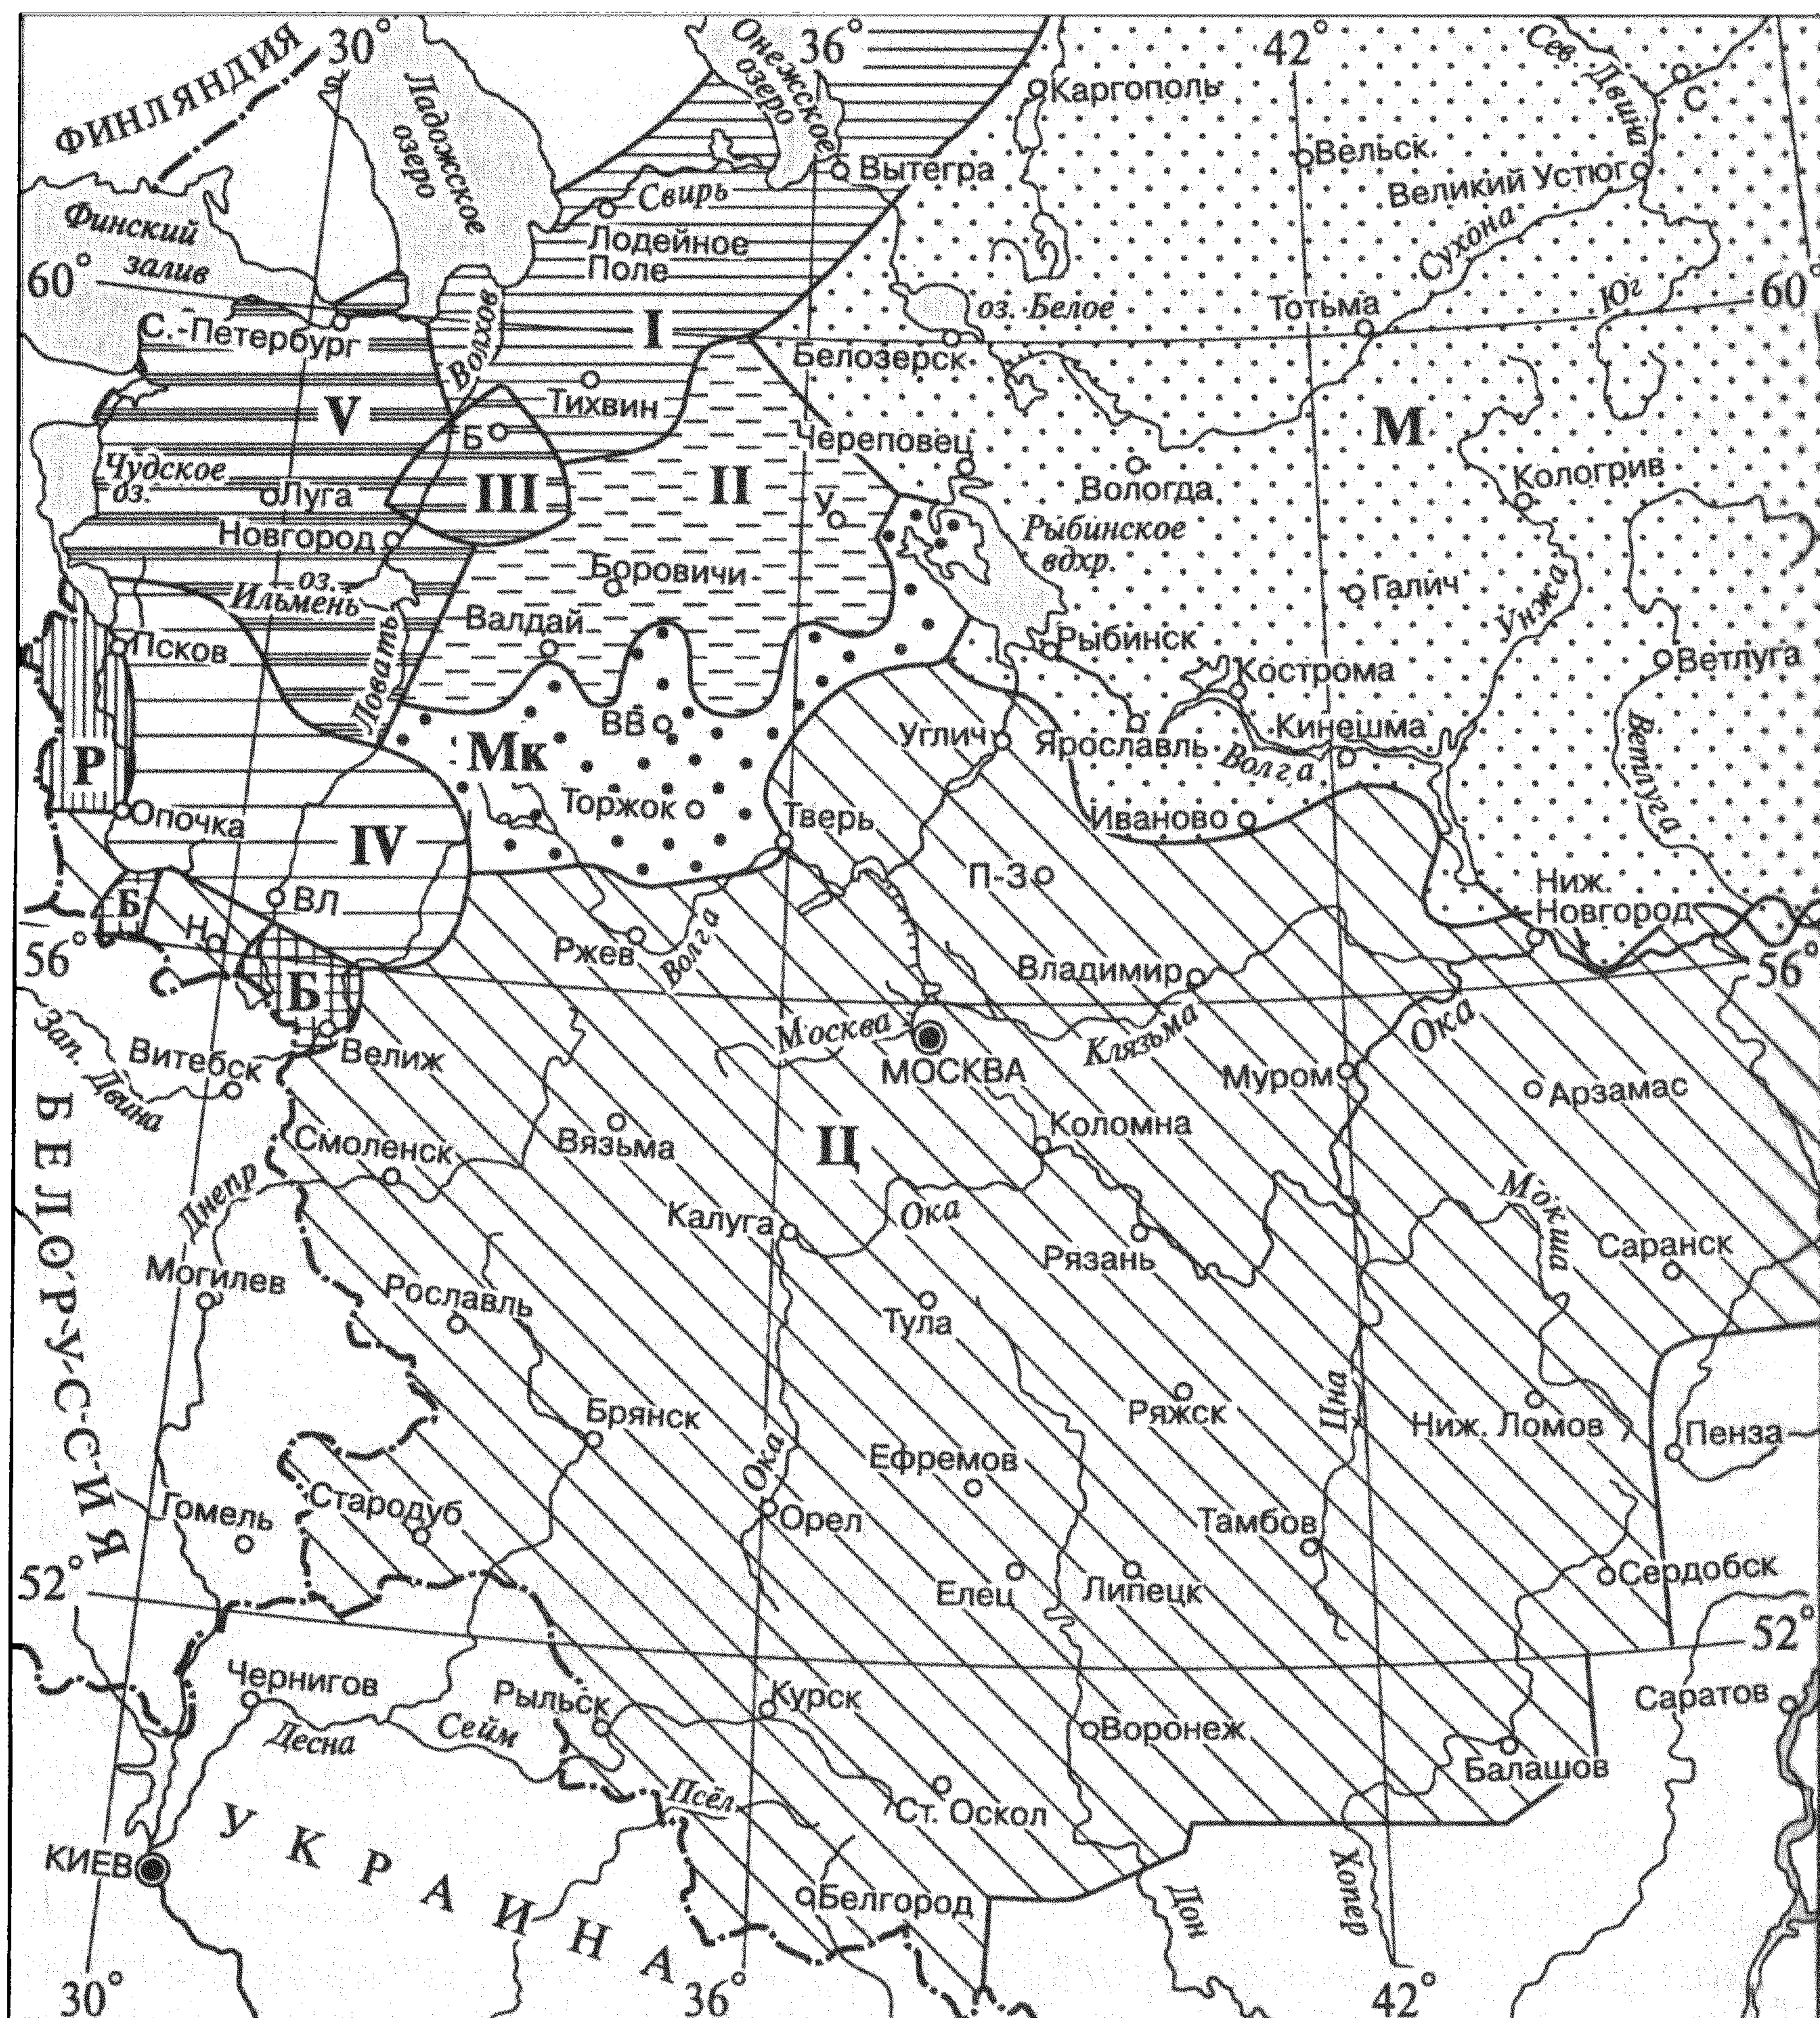 30°
36°
42°
ФИНЛЯНДИЯ
Ладожское
озеро
Онежское
озеро
Каргополь
Сев. Двина
С
Вельск
Вытегра
Великий Устюг
Свирь
Финский
залив
Лодейное
Поле
Сухона
60°
60°
оз. Белое
Тотьма
Юг
С.-Петербург
Волхов
I
Белозерск
V
Тихвин
М
Б
Череповец
Чудское
оз.
Луга
III
II
У
Вологда
Кологрив
Новгород
Рыбинское
вдхр.
оз.
Ильмень
Боровичи
Галич
Унжа
Валдай
Псков
Ловать
Рыбинск
Кострома
Ветлуга
ВВ
Мк
Углич
Ярославль
Кинешма
Волга
Ветлуга
Р
Торжок
Тверь
Иваново
Опочка
IV
П-З
Ниж.
Новгород
Б
ВЛ
Н
Ржев
Волга
56°
Владимир
56°
Б
Москва
Клязьма
Ока
Зап. Двина
Витебск
Велиж
МОСКВА
Муром
Арзамас
БЕЛОРУССИЯ
Смоленск
Вязьма
Ц
Коломна
Днепр
Калуга
Ока
Рязань
Мокша
Саранск
Могилев
Рославль
Тула
Брянск
Ряжск
Цна
Ниж. Ломов
Пенза
Ока
Ефремов
Гомель
Стародуб
Орел
Тамбов
52°
Елец
Липецк
Сердобск
52°
Чернигов
Рыльск
Курск
Саратов
Десна
Сейм
Воронеж
Балашов
Псёл
Ст. Оскол
УКРАИНА
КИЕВ
Белгород
Дон
Хопер
30°
36°
42°